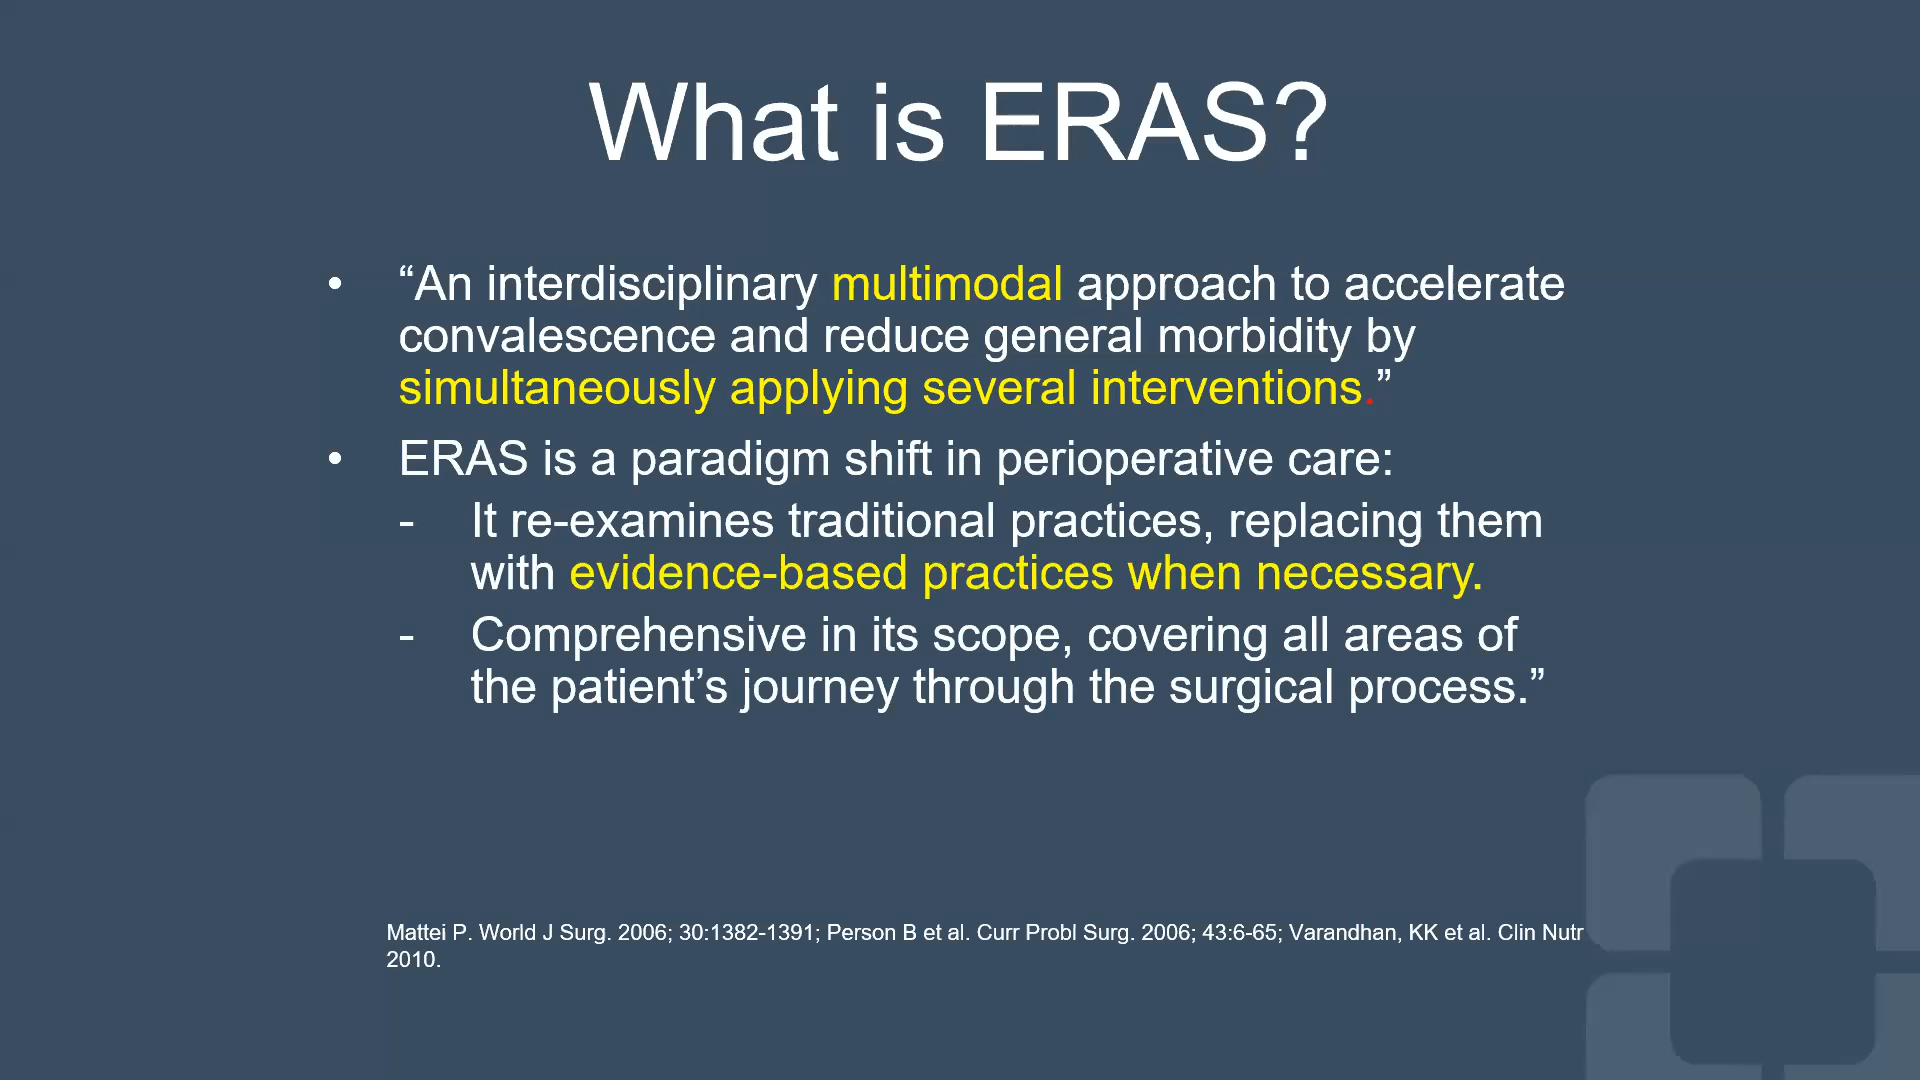 What is ERAS?
• “An interdisciplinary multimodal approach to accelerate
convalescence and reduce general morbidity by
simultaneously applying several interventions.”
• ERAS is a paradigm shift in perioperative care:
- It re-examines traditional practices, replacing them
with evidence-based practices when necessary.
- Comprehensive in its scope, covering all areas of
the patient’s journey through the surgical process.”
Mattei P. World J Surg. 2006; 30:1382-1391; Person B et al. Curr Probl Surg. 2006; 43:6-65; Varandhan, KK et al. Clin Nutr
2010.